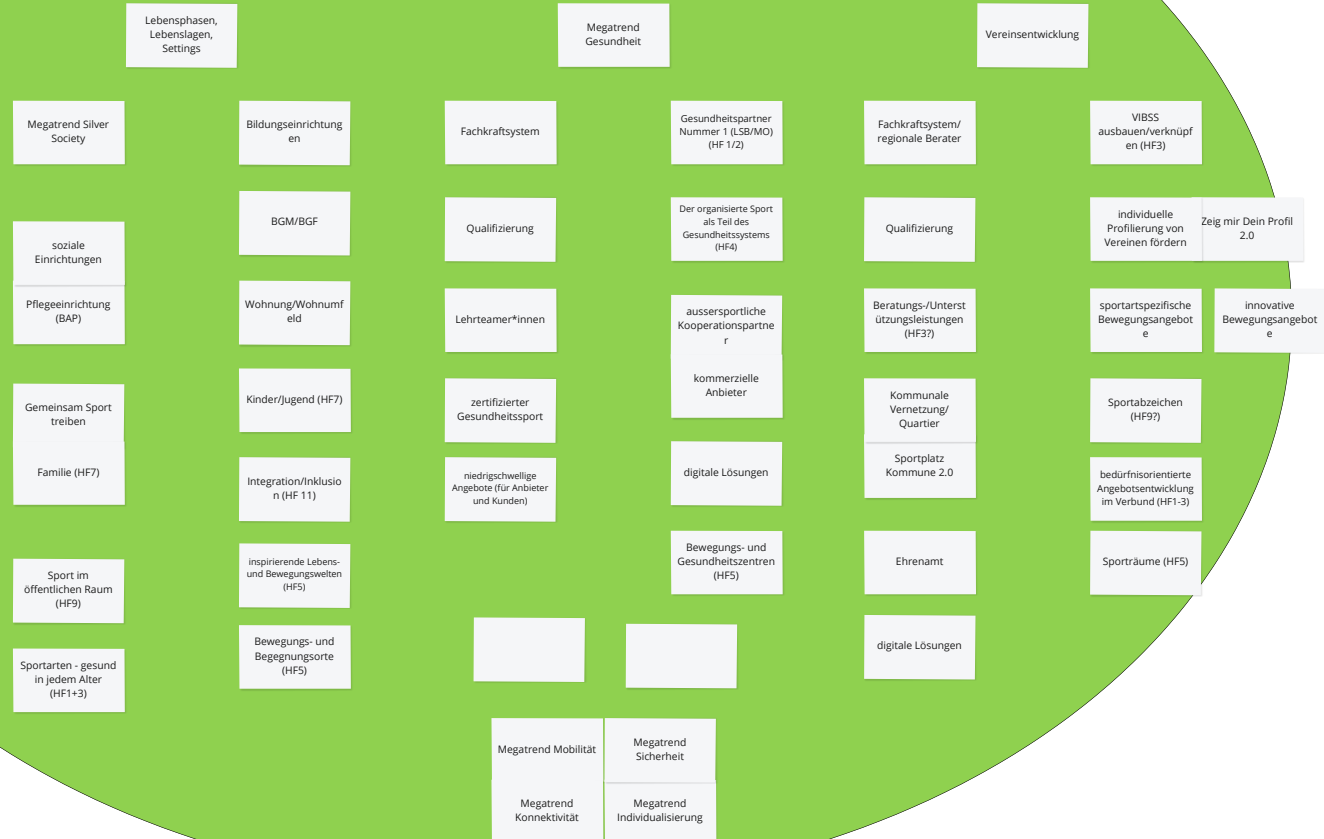 Lebensphasen,
Lebenslagen,
Settings
Megatrend
Gesundheit
Vereinsentwicklung
Megatrend Silver
Society
Bildungseinrichtung
en
Fachkraftsystem
Gesundheitspartner
Nummer 1 (LSB/MO)
(HF 1/2)
Fachkraftsystem/
regionale Berater
VIBSS
ausbauen/verknüpf
en (HF3)
soziale
Einrichtungen
BGM/BGF
Qualifizierung
Der organisierte Sport
als Teil des
Gesundheitssystems
(HF4)
Qualifizierung
individuelle
Profilierung von
Vereinen fördern
Zeig mir Dein Profil
2.0
Pflegeeinrichtung
(BAP)
Wohnung/Wohnumf
eld
Lehrteamer*innen
aussersportliche
Kooperationspartne
r
Beratungs-/Unterst
ützungsleistungen
(HF3?)
sportartspezifische
Bewegungsangebot
e
innovative
Bewegungsangebot
e
Gemeinsam Sport
treiben
Kinder/Jugend (HF7)
zertifizierter
Gesundheitssport
kommerzielle
Anbieter
Kommunale
Vernetzung/
Quartier
Sportabzeichen
(HF9?)
Familie (HF7)
Integration/Inklusio
n (HF 11)
niedrigschwellige
Angebote (für Anbieter
und Kunden)
digitale Lösungen
Sportplatz
Kommune 2.0
bedürfnisorientierte
Angebotsentwicklung
im Verbund (HF1-3)
Sport im
öffentlichen Raum
(HF9)
inspirierende Lebens-
und Bewegungswelten
(HF5)
Bewegungs- und
Gesundheitszentren
(HF5)
Ehrenamt
Sporträume (HF5)
Sportarten - gesund
in jedem Alter
(HF1+3)
Bewegungs- und
Begegnungsorte
(HF5)
digitale Lösungen
Megatrend Mobilität
Megatrend
Sicherheit
Megatrend
Konnektivität
Megatrend
Individualisierung